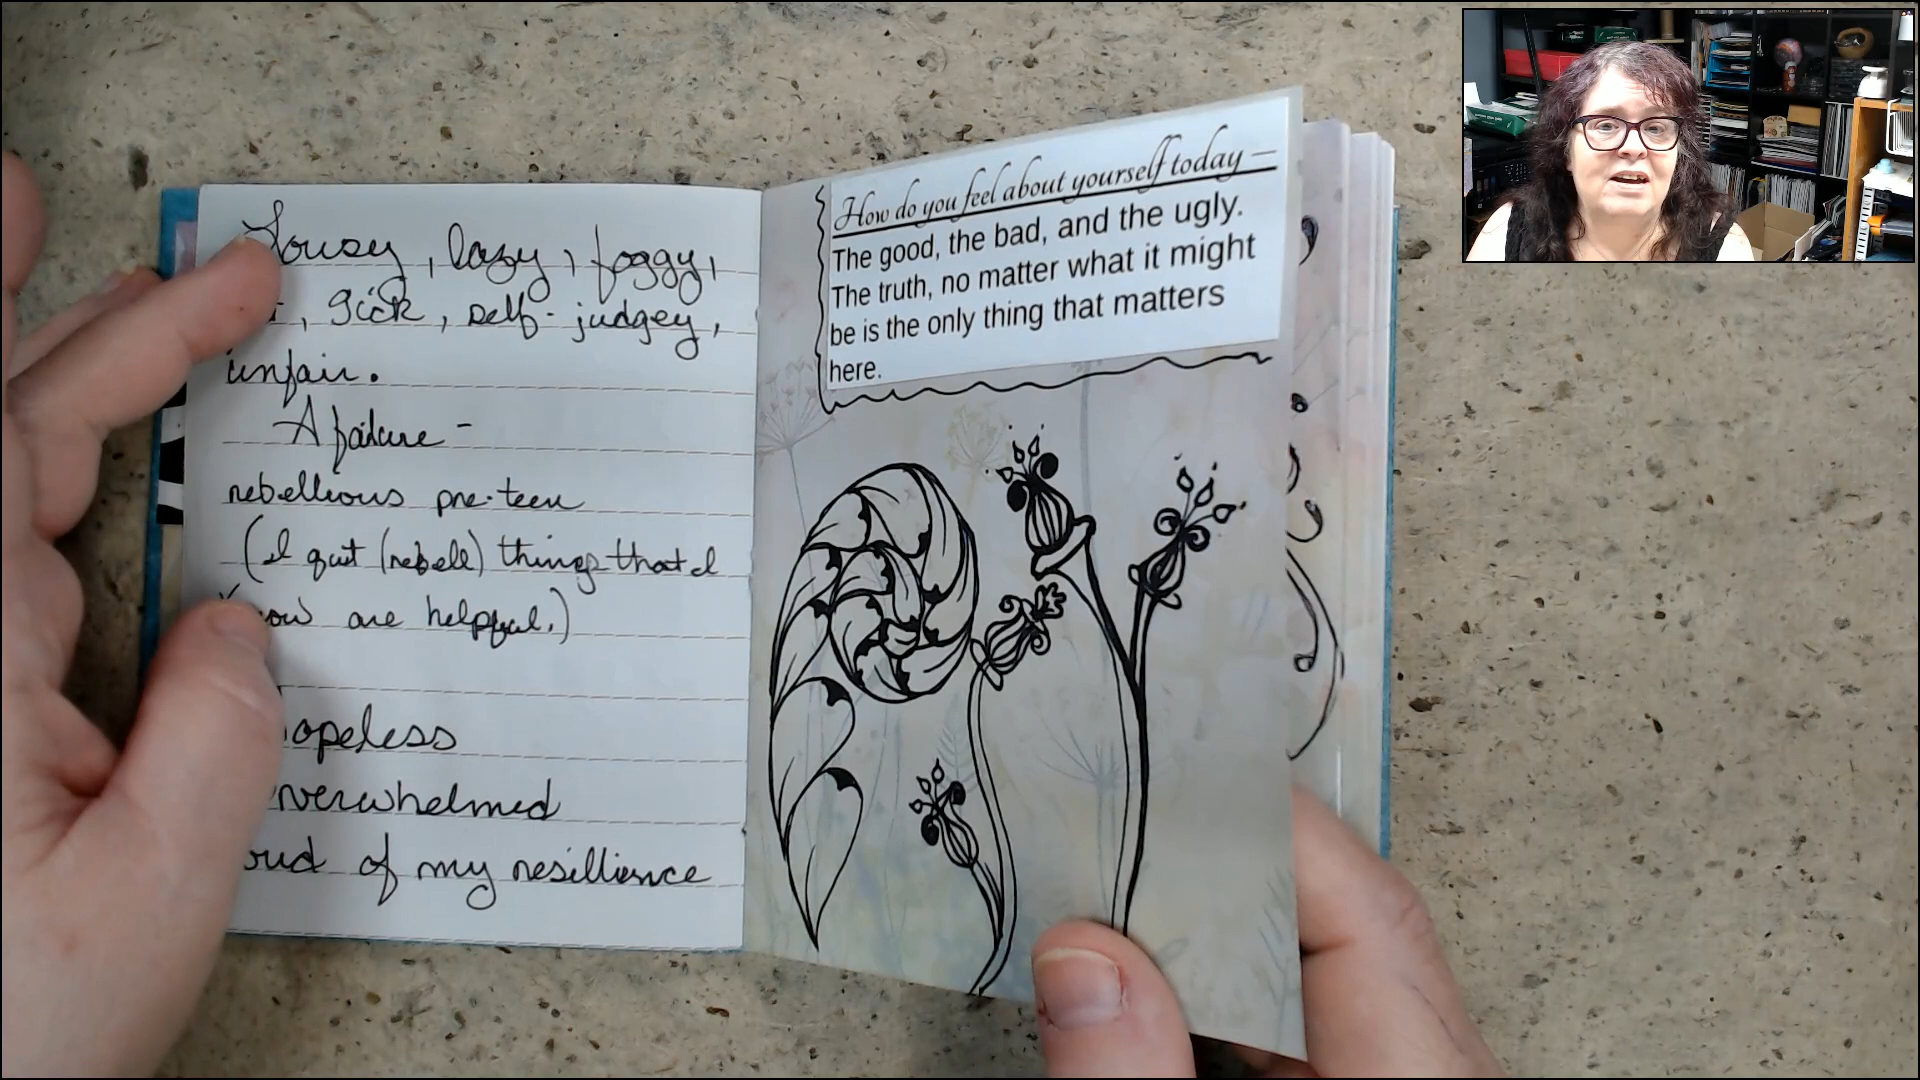 Lousy, lazy, foggy,
, sick, self-judgey,
unfair.
A failure -
rebellious pre-teen
(I quit (rebell) things that I
know are helpful.)
hopeless
overwhelmed
oud of my resillience
How do you feel about yourself today —
The good, the bad, and the ugly.
The truth, no matter what it might
be is the only thing that matters
here.